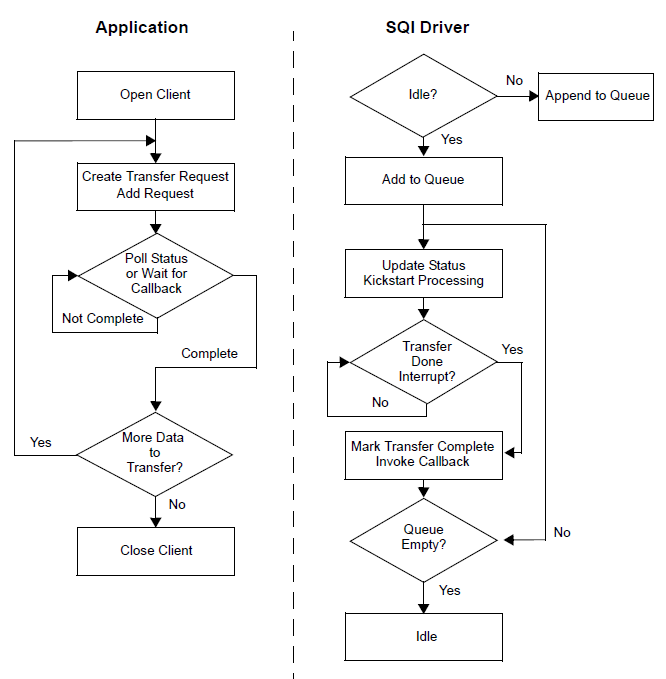 Application
Open Client
Create Transfer Request
Add Request
Poll Status
or Wait for
Callback
Not Complete
Complete
More Data
to
Transfer?
Yes
No
Close Client
SQI Driver
Idle?
No
Append to Queue
Yes
Add to Queue
Update Status
Kickstart Processing
Transfer
Done
Interrupt?
Yes
No
Mark Transfer Complete
Invoke Callback
Queue
Empty?
No
Yes
Idle